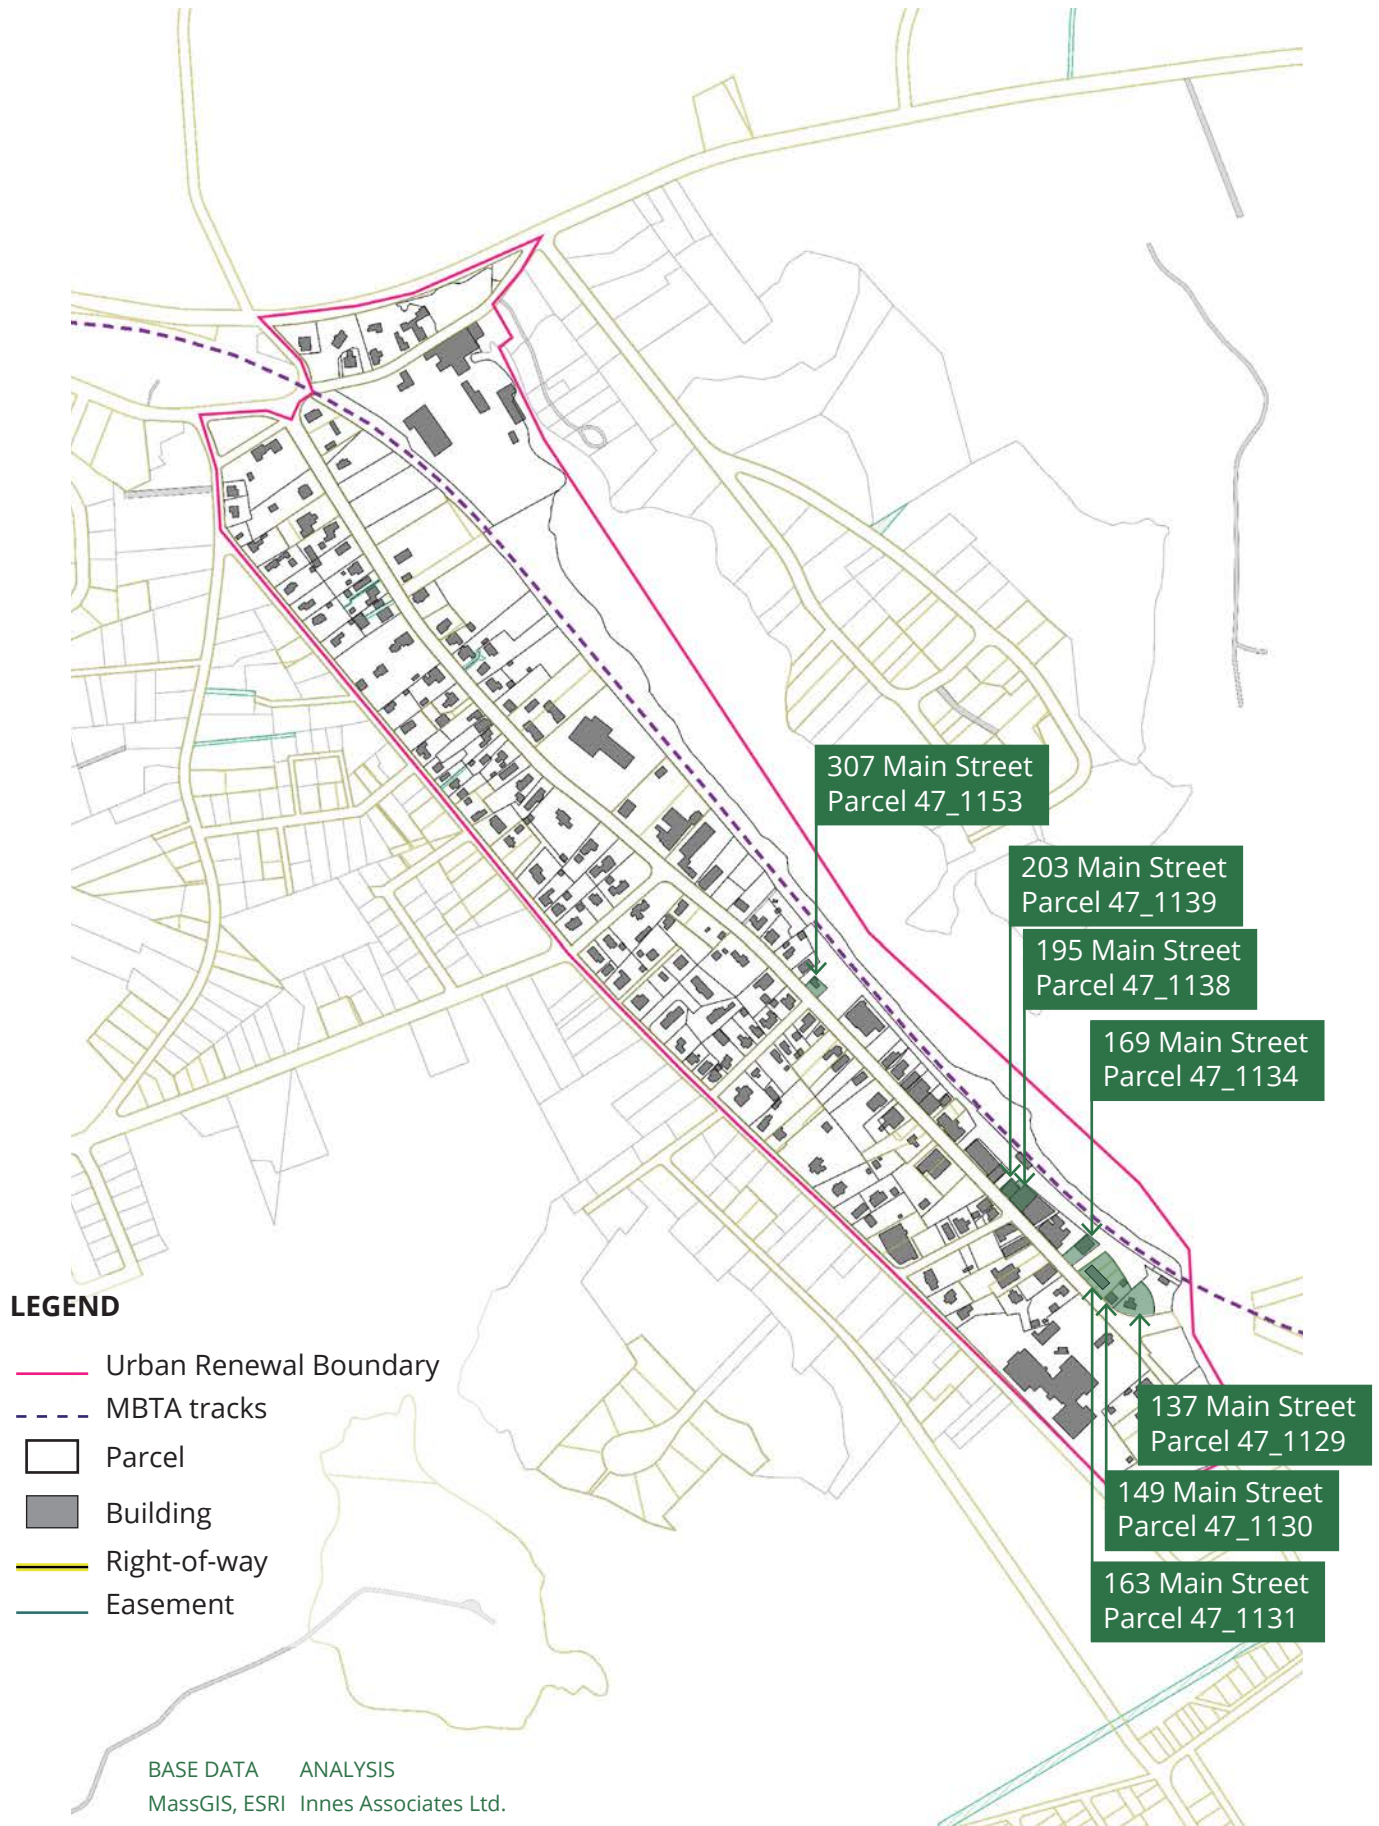 307 Main Street
Parcel 47_1153
203 Main Street
Parcel 47_1139
195 Main Street
Parcel 47_1138
169 Main Street
Parcel 47_1134
137 Main Street
Parcel 47_1129
149 Main Street
Parcel 47_1130
163 Main Street
Parcel 47_1131
LEGEND
Urban Renewal Boundary
MBTA tracks
Parcel
Building
Right-of-way
Easement
BASE DATA ANALYSIS
MassGIS, ESRI Innes Associates Ltd.